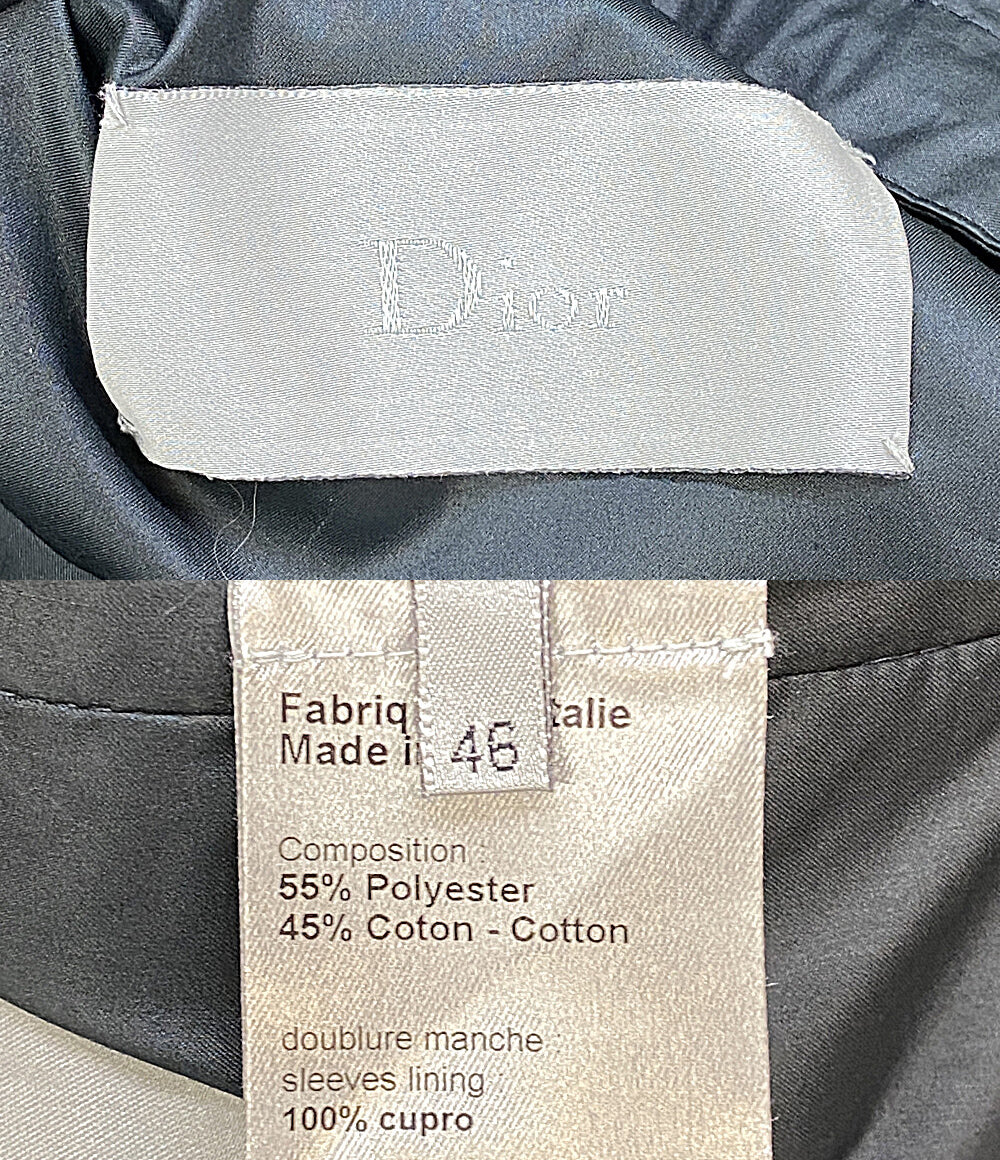 Dior
Fabriq talie
Made i
46
Composition :
55% Polyester
45% Coton - Cotton
doublure manche :
sleeves lining :
100% cupro